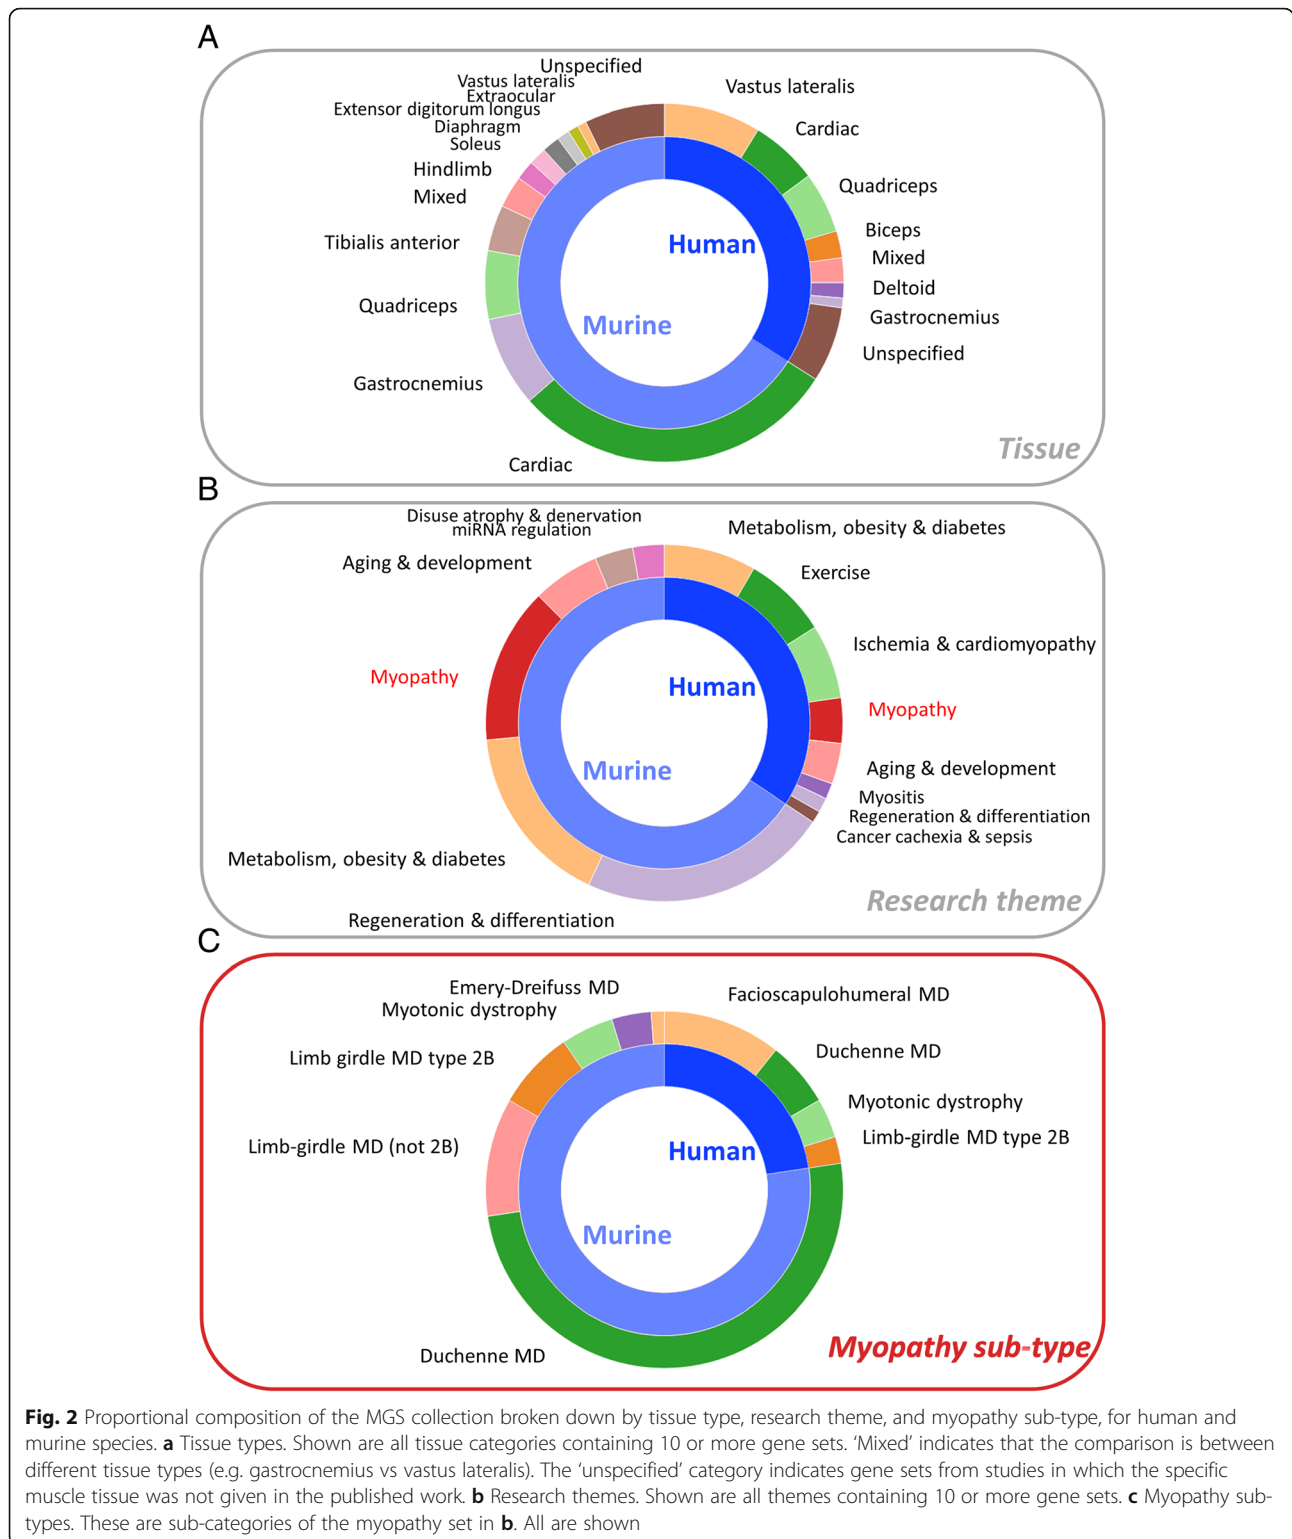 A
Unspecified
Vastus lateralis
Extraocular
Extensor digitorum longus
Diaphragm
Soleus
Hindlimb
Mixed
Tibialis anterior
Quadriceps
Gastrocnemius
Cardiac
Vastus lateralis
Cardiac
Quadriceps
Biceps
Mixed
Deltoid
Gastrocnemius
Unspecified
Human
Murine
Tissue
B
Disuse atrophy & denervation
miRNA regulation
Aging & development
Myopathy
Metabolism, obesity & diabetes
Regeneration & differentiation
Metabolism, obesity & diabetes
Exercise
Ischemia & cardiomyopathy
Myopathy
Aging & development
Myositis
Regeneration & differentiation
Cancer cachexia & sepsis
Human
Murine
Research theme
C
Emery-Dreifuss MD
Myotonic dystrophy
Limb girdle MD type 2B
Limb-girdle MD (not 2B)
Duchenne MD
Facioscapulohumeral MD
Duchenne MD
Myotonic dystrophy
Limb-girdle MD type 2B
Human
Murine
Myopathy sub-type
Fig. 2 Proportional composition of the MGS collection broken down by tissue type, research theme, and myopathy sub-type, for human and
murine species. a Tissue types. Shown are all tissue categories containing 10 or more gene sets. ‘Mixed’ indicates that the comparison is between
different tissue types (e.g. gastrocnemius vs vastus lateralis). The ‘unspecified’ category indicates gene sets from studies in which the specific
muscle tissue was not given in the published work. b Research themes. Shown are all themes containing 10 or more gene sets. c Myopathy sub-
types. These are sub-categories of the myopathy set in b. All are shown